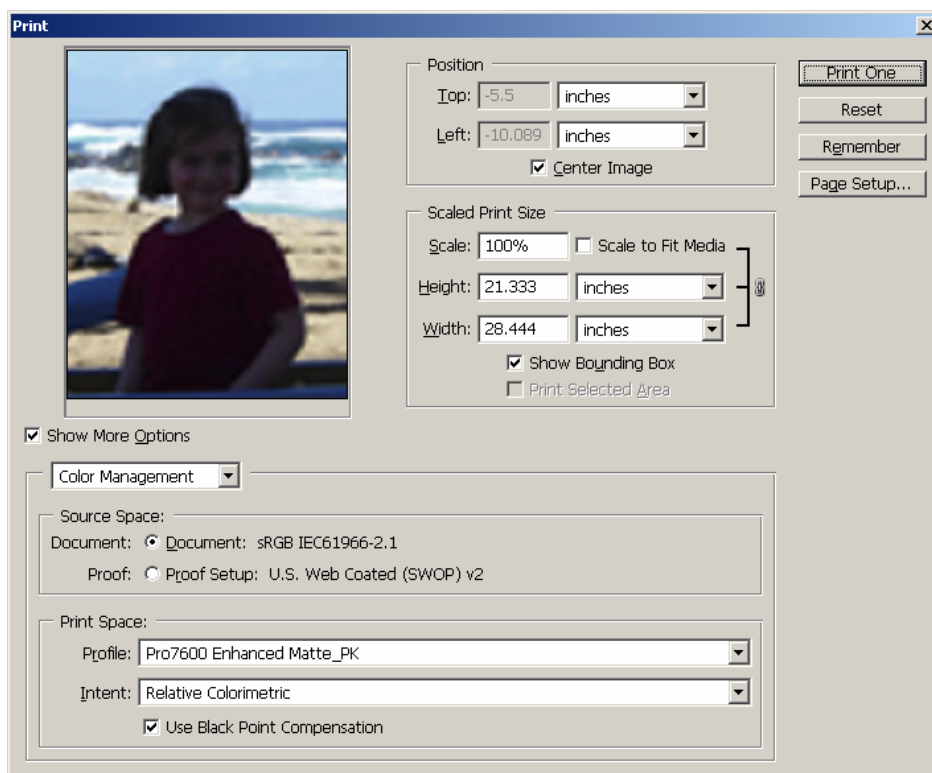 Print
Position
Top: -5.5 inches
Left: -10.089 inches
Center Image
Print One
Reset
Remember
Page Setup...
Scaled Print Size
Scale: 100% Scale to Fit Media
Height: 21.333 inches
Width: 28.444 inches
Show Bounding Box
Print Selected Area
Show More Options
Color Management
Source Space:
Document: Document: sRGB IEC61966-2.1
Proof: Proof Setup: U.S. Web Coated (SWOP) v2
Print Space:
Profile: Pro7600 Enhanced Matte_PK
Intent: Relative Colorimetric
Use Black Point Compensation